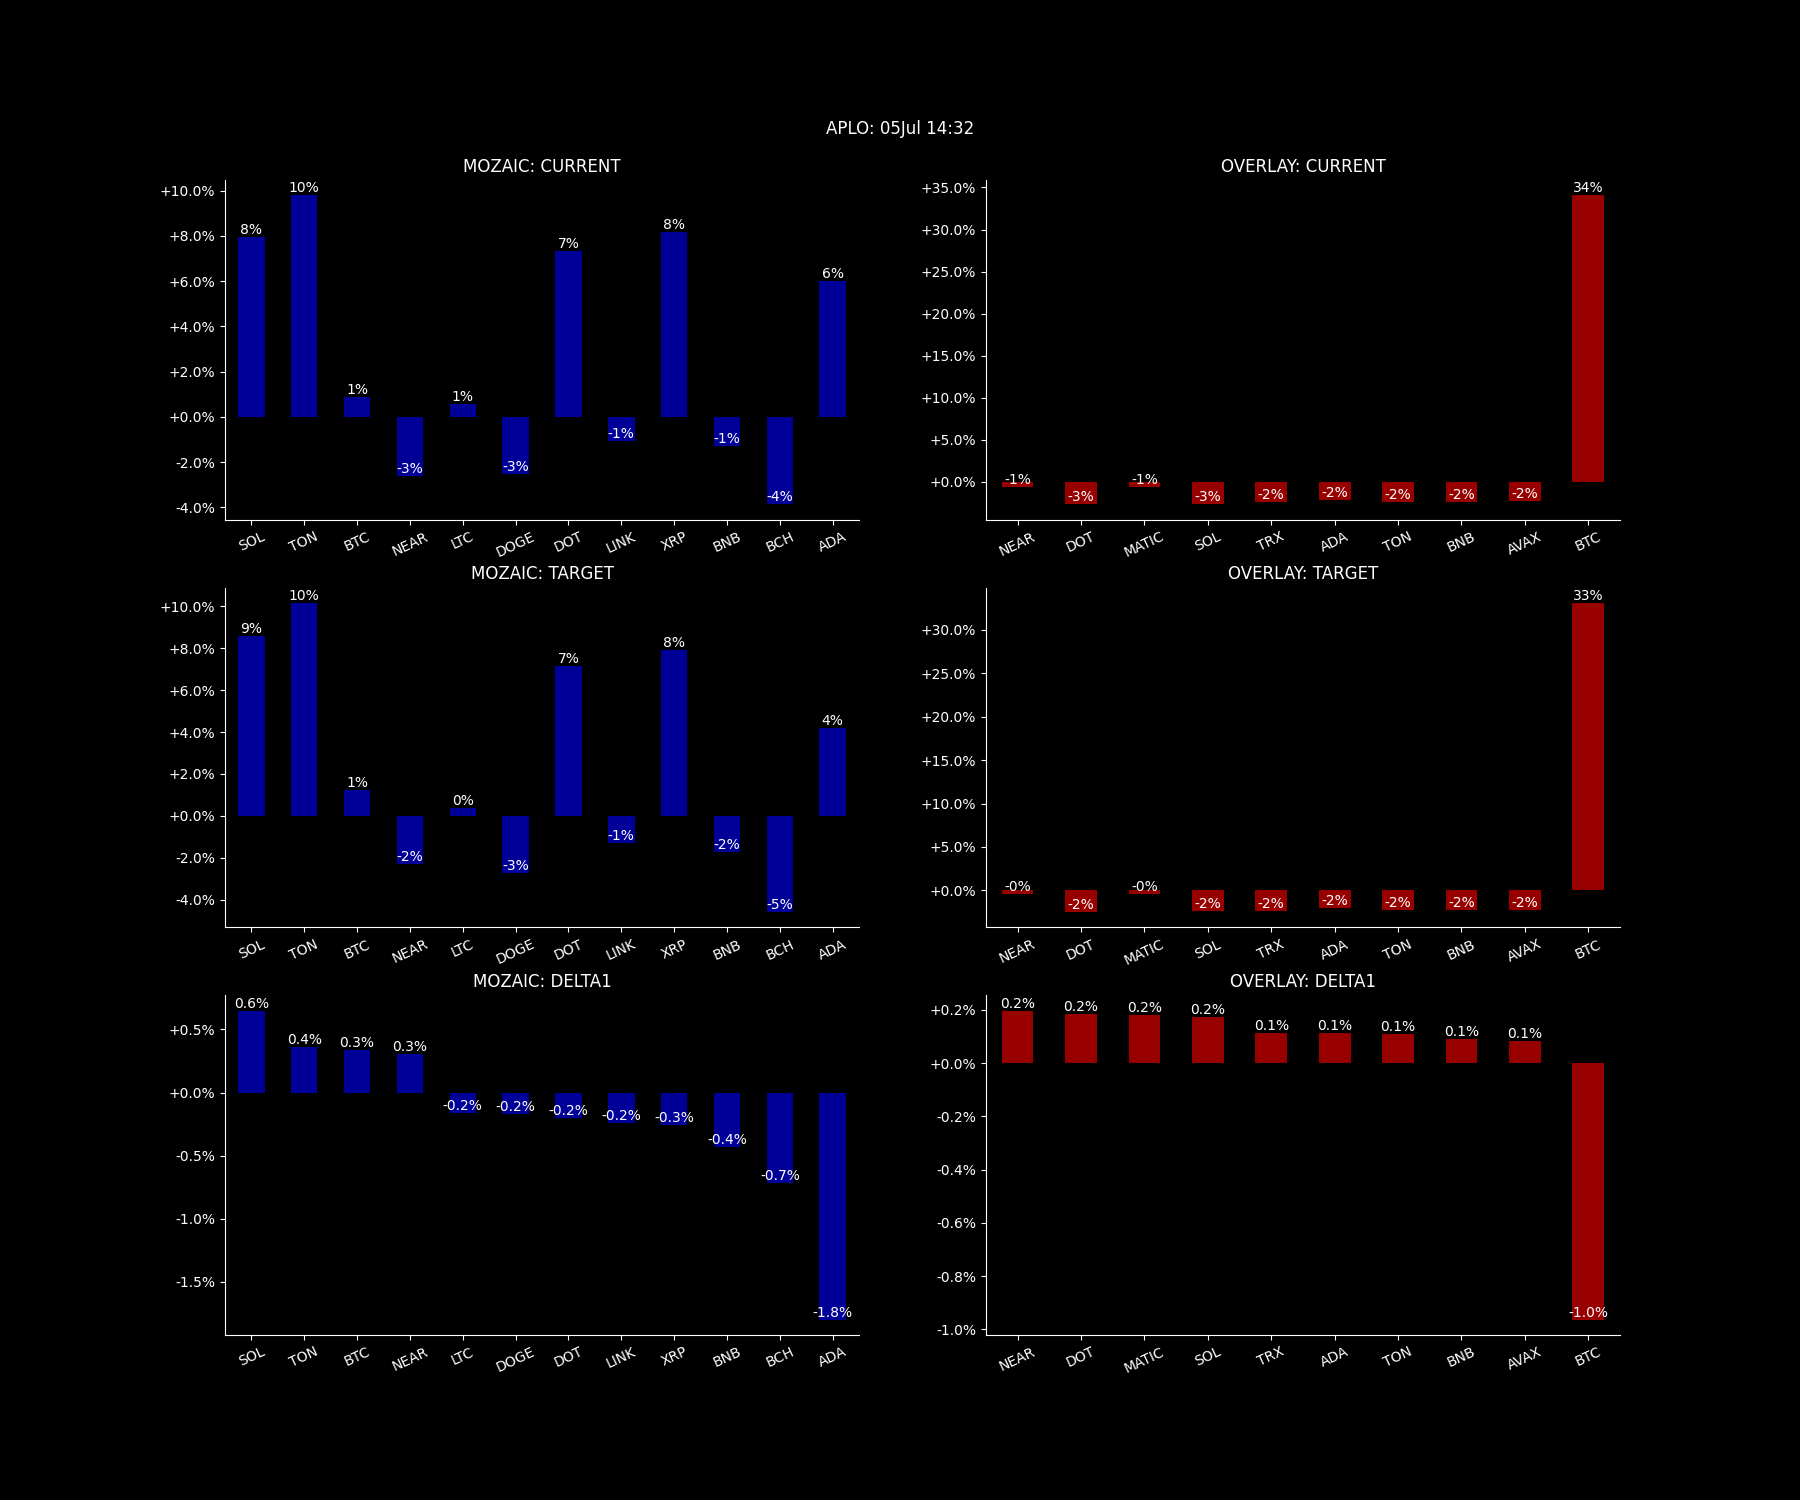 APLO: 05Jul 14:32
MOZAIC: CURRENT
+10.0%
+8.0%
+6.0%
+4.0%
+2.0%
+0.0%
-2.0%
-4.0%
8% 10% 1% -3% 1% -3% 7% -1% 8% -1% -4% 6%
SOL TON BTC NEAR LTC DOGE DOT LINK XRP BNB BCH ADA
OVERLAY: CURRENT
+35.0%
+30.0%
+25.0%
+20.0%
+15.0%
+10.0%
+5.0%
+0.0%
-1% -3% -1% -3% -2% -2% -2% -2% -2% 34%
NEAR DOT MATIC SOL TRX ADA TON BNB AVAX BTC
MOZAIC: TARGET
+10.0%
+8.0%
+6.0%
+4.0%
+2.0%
+0.0%
-2.0%
-4.0%
9% 10% 1% -2% 0% -3% 7% -1% 8% -2% -5% 4%
SOL TON BTC NEAR LTC DOGE DOT LINK XRP BNB BCH ADA
OVERLAY: TARGET
+30.0%
+25.0%
+20.0%
+15.0%
+10.0%
+5.0%
+0.0%
-0% -2% -0% -2% -2% -2% -2% -2% -2% 33%
NEAR DOT MATIC SOL TRX ADA TON BNB AVAX BTC
MOZAIC: DELTA1
+0.5%
+0.0%
-0.5%
-1.0%
-1.5%
0.6% 0.4% 0.3% 0.3% -0.2% -0.2% -0.2% -0.2% -0.3% -0.4% -0.7% -1.8%
SOL TON BTC NEAR LTC DOGE DOT LINK XRP BNB BCH ADA
OVERLAY: DELTA1
+0.2%
+0.0%
-0.2%
-0.4%
-0.6%
-0.8%
-1.0%
0.2% 0.2% 0.2% 0.2% 0.1% 0.1% 0.1% 0.1% 0.1% -1.0%
NEAR DOT MATIC SOL TRX ADA TON BNB AVAX BTC